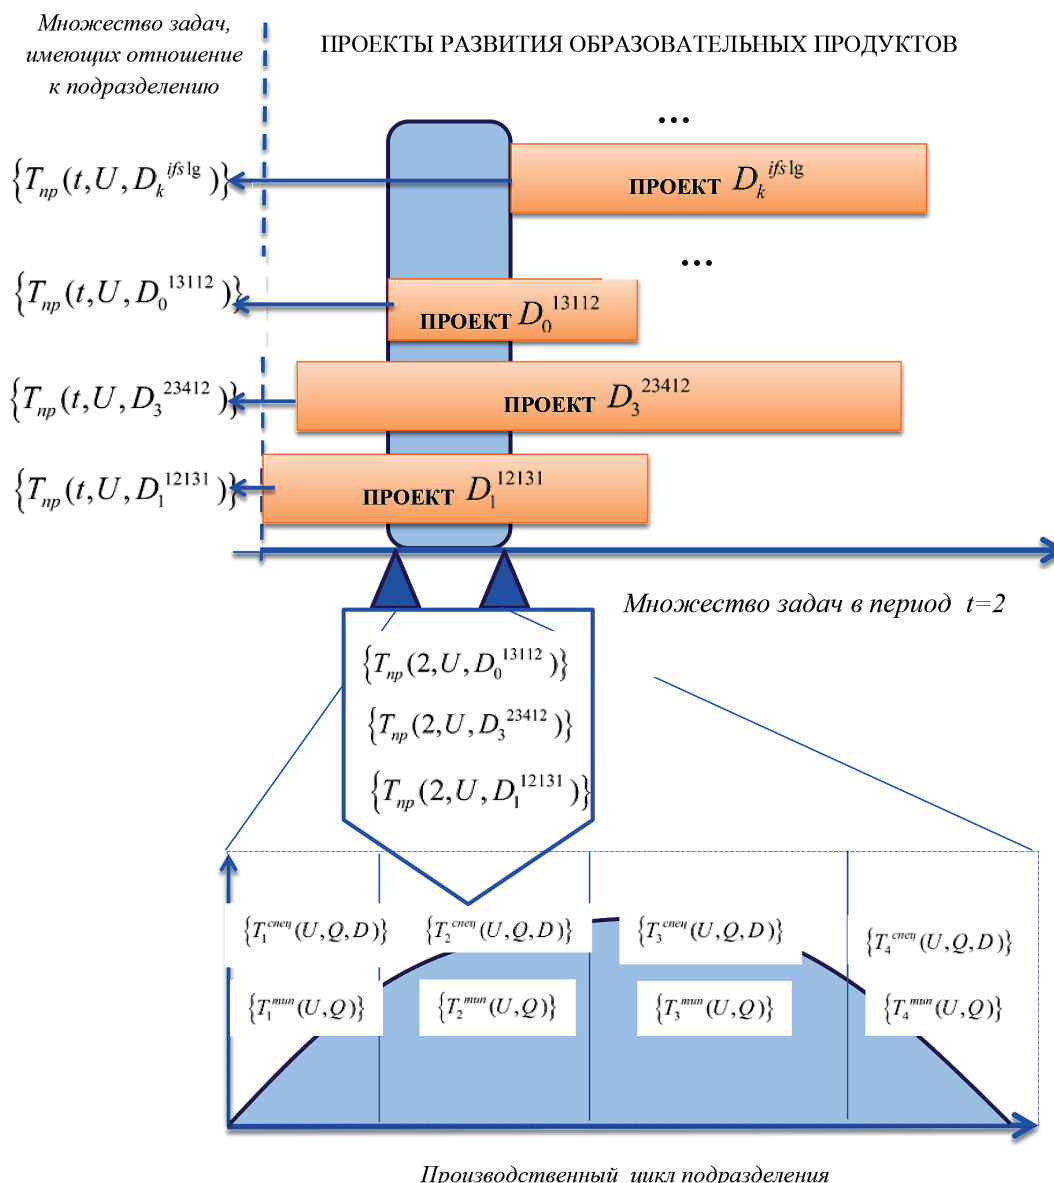 Множество задач,
имеющих отношение
к подразделению
ПРОЕКТЫ РАЗВИТИЯ ОБРАЗОВАТЕЛЬНЫХ ПРОДУКТОВ
...
{T_пр(t,U,D_k^{ifslg})}
ПРОЕКТ D_k^{ifslg}
...
{T_пр(t,U,D_0^{13112})}
ПРОЕКТ D_0^{13112}
{T_пр(t,U,D_3^{23412})}
ПРОЕКТ D_3^{23412}
{T_пр(t,U,D_1^{12131})}
ПРОЕКТ D_1^{12131}
Множество задач в период t=2
{T_пр(2,U,D_0^{13112})}
{T_пр(2,U,D_3^{23412})}
{T_пр(2,U,D_1^{12131})}
{T_1^{спец}(U,Q,D)}
{T_2^{спец}(U,Q,D)}
{T_3^{спец}(U,Q,D)}
{T_4^{спец}(U,Q,D)}
{T_1^{тип}(U,Q)}
{T_2^{тип}(U,Q)}
{T_3^{тип}(U,Q)}
{T_4^{тип}(U,Q)}
Производственный цикл подразделения